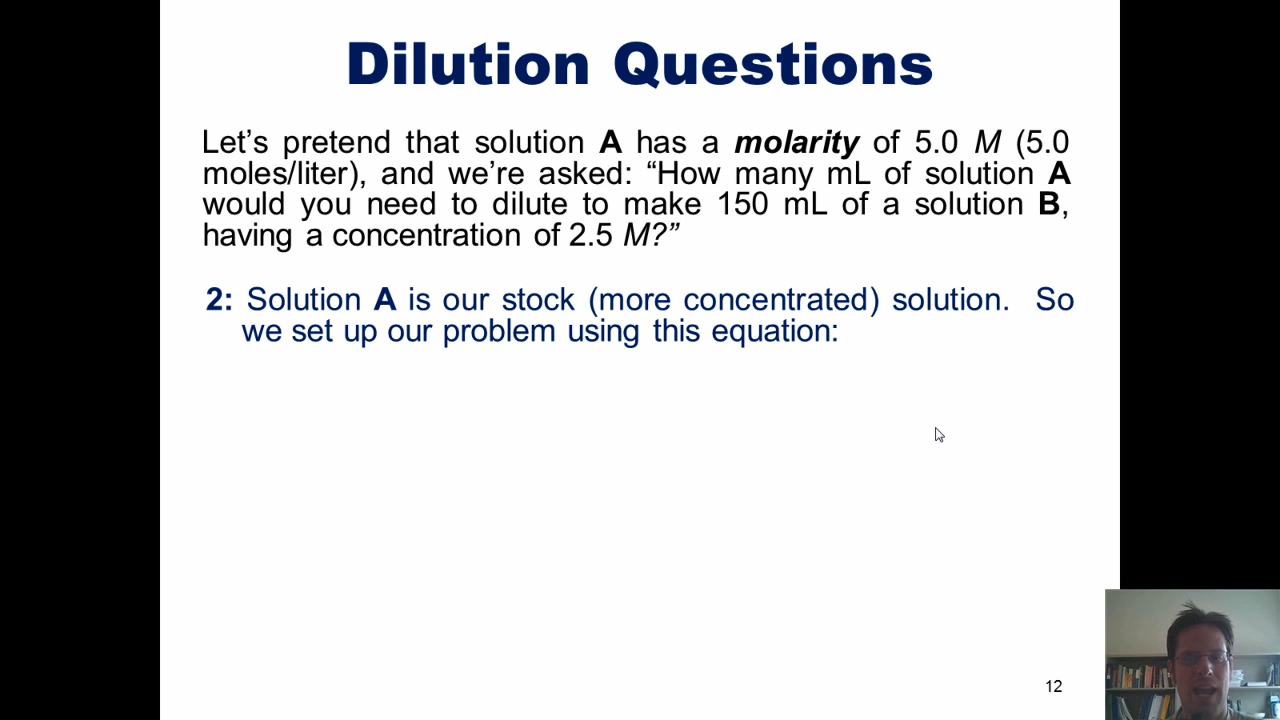 Dilution Questions
Let’s pretend that solution A has a molarity of 5.0 M (5.0
moles/liter), and we’re asked: “How many mL of solution A
would you need to dilute to make 150 mL of a solution B,
having a concentration of 2.5 M?”
2: Solution A is our stock (more concentrated) solution. So
we set up our problem using this equation:
12